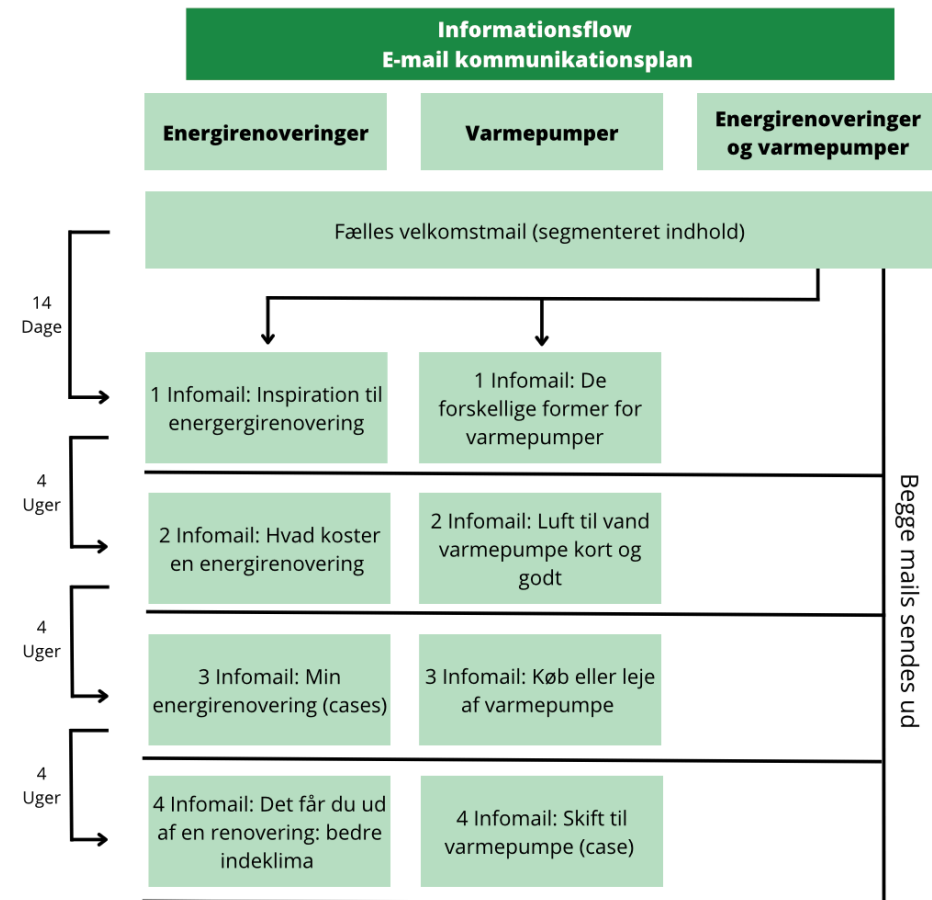 Informationsflow
E-mail kommunikationsplan
Energirenoveringer
Varmepumper
Energirenoveringer
og varmepumper
Fælles velkomstmail (segmenteret indhold)
14
Dage
1 Infomail: Inspiration til
energergirenovering
1 Infomail: De
forskellige former for
varmepumper
4
Uger
2 Infomail: Hvad koster
en energirenovering
2 Infomail: Luft til vand
varmepumpe kort og
godt
4
Uger
3 Infomail: Min
energirenovering (cases)
3 Infomail: Køb eller leje
af varmepumpe
4
Uger
4 Infomail: Det får du ud
af en renovering: bedre
indeklima
4 Infomail: Skift til
varmepumpe (case)
Begge mails sendes ud